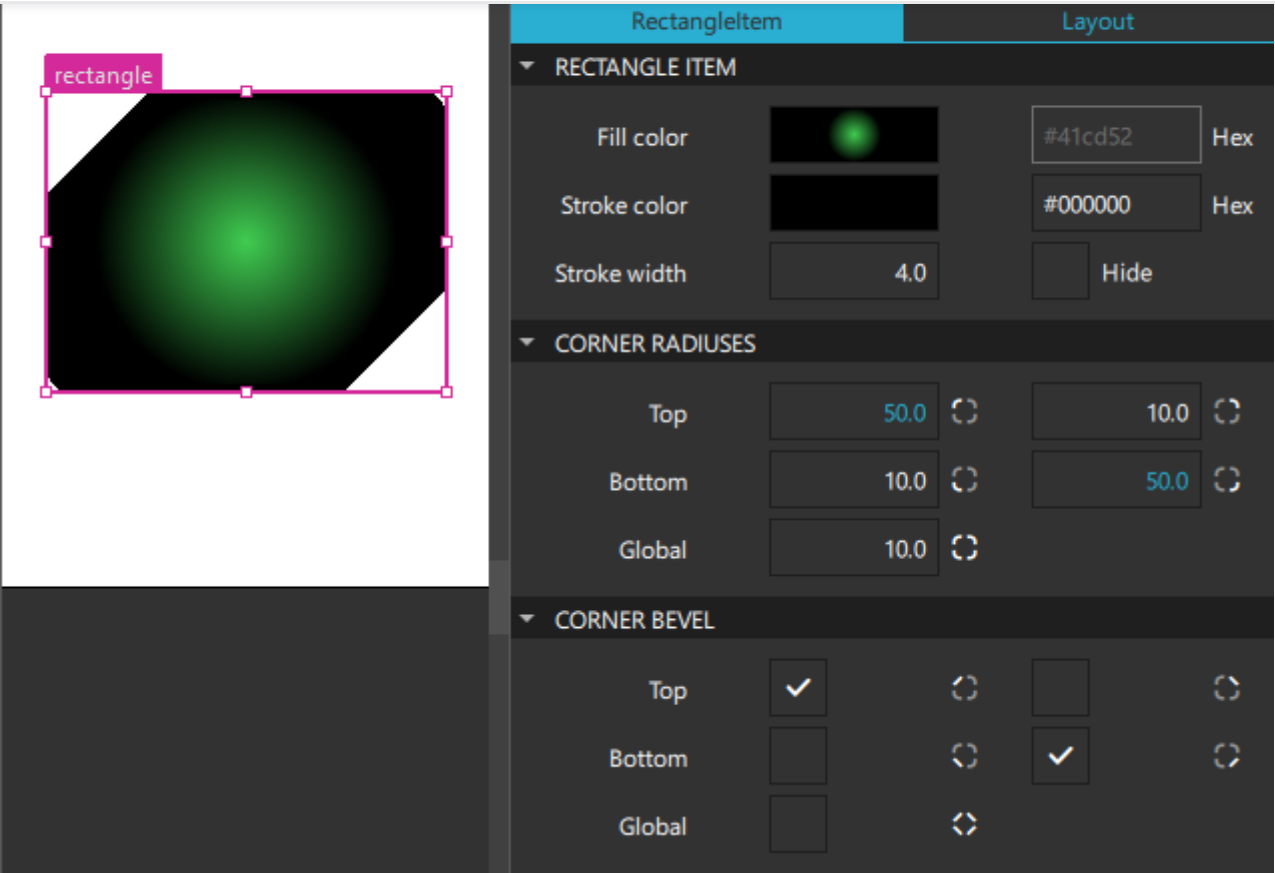 RectangleItem Layout
rectangle
RECTANGLE ITEM
Fill color #41cd52 Hex
Stroke color #000000 Hex
Stroke width 4.0 Hide
CORNER RADIUSES
Top 50.0 10.0
Bottom 10.0 50.0
Global 10.0
CORNER BEVEL
Top
Bottom
Global